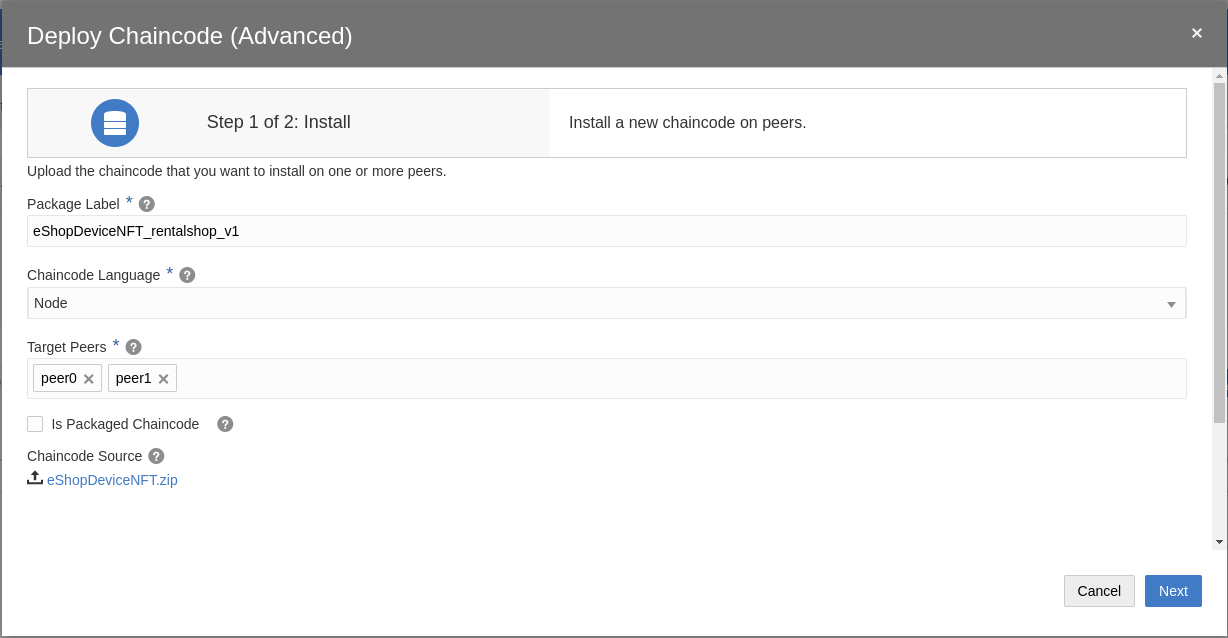 Deploy Chaincode (Advanced)
×
Step 1 of 2: Install
Install a new chaincode on peers.
Upload the chaincode that you want to install on one or more peers.
Package Label * ?
eShopDeviceNFT_rentalshop_v1
Chaincode Language * ?
Node
Target Peers * ?
peer0 × peer1 ×
Is Packaged Chaincode ?
Chaincode Source ?
eShopDeviceNFT.zip
Cancel Next